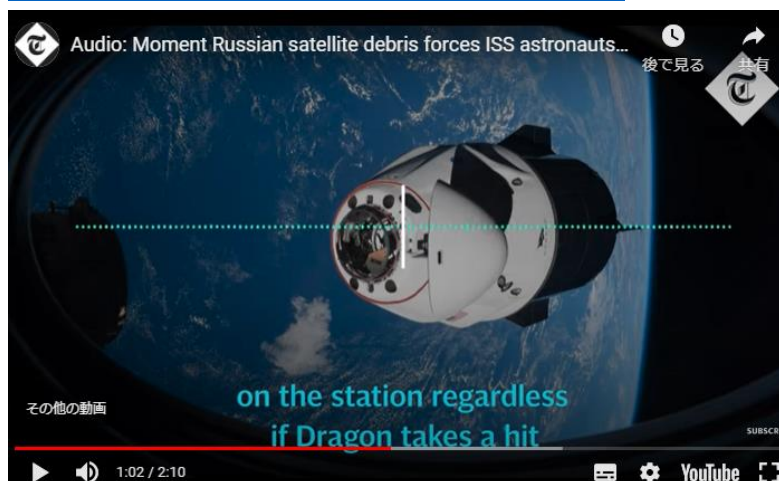 Audio: Moment Russian satellite debris forces ISS astronauts...
後で見る
共有
on the station regardless
if Dragon takes a hit
その他の動画
SUBSCR
1:02 / 2:10
YouTube